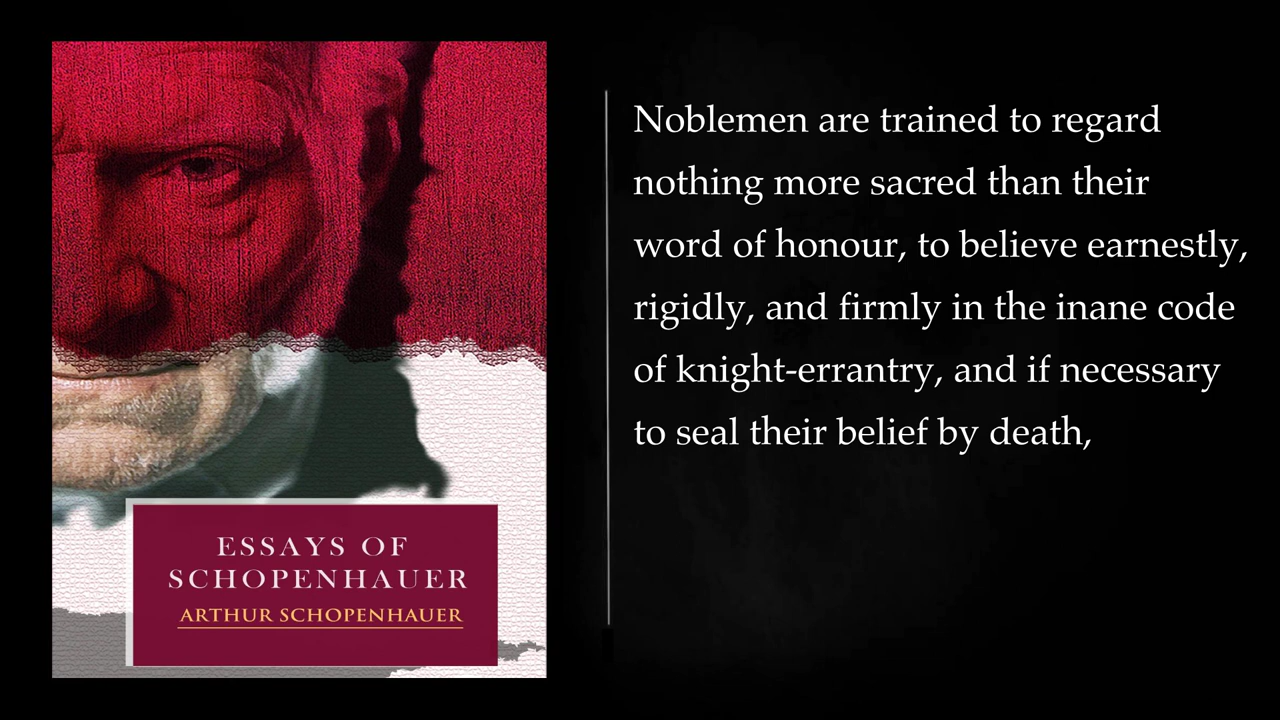 ESSAYS OF
SCHOPENHAUER
ARTHUR SCHOPENHAUER
Noblemen are trained to regard
nothing more sacred than their
word of honour, to believe earnestly,
rigidly, and firmly in the inane code
of knight-errantry, and if necessary
to seal their belief by death,